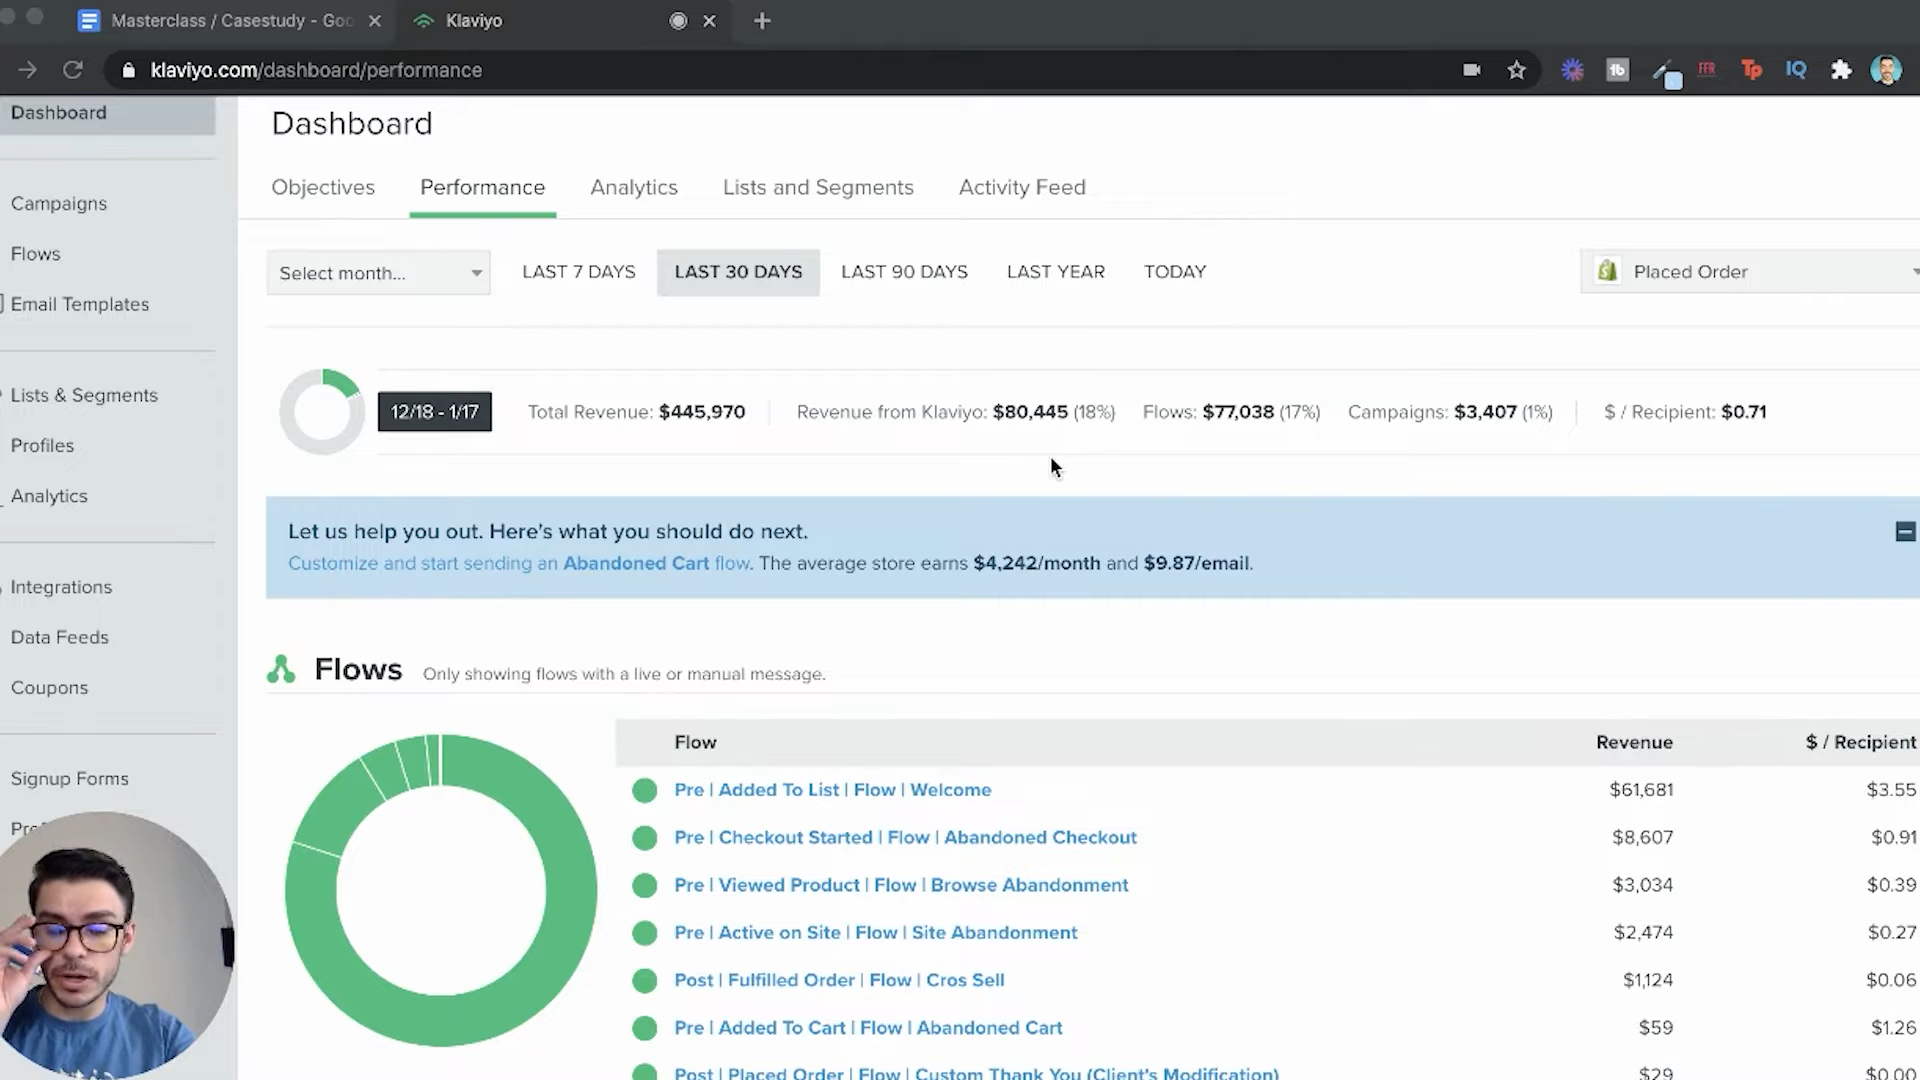 Masterclass / Casestudy - Goo
Klaviyo
klaviyo.com/dashboard/performance
tb
FFR
Tp
IQ
Dashboard
Campaigns
Flows
Email Templates
Lists & Segments
Profiles
Analytics
Integrations
Data Feeds
Coupons
Signup Forms
Dashboard
Objectives Performance Analytics Lists and Segments Activity Feed
Select month... LAST 7 DAYS LAST 30 DAYS LAST 90 DAYS LAST YEAR TODAY Placed Order
12/18 - 1/17 Total Revenue: $445,970 Revenue from Klaviyo: $80,445 (18%) Flows: $77,038 (17%) Campaigns: $3,407 (1%) $ / Recipient: $0.71
Let us help you out. Here's what you should do next.
Customize and start sending an Abandoned Cart flow. The average store earns $4,242/month and $9.87/email.
Flows Only showing flows with a live or manual message.
Flow Revenue $ / Recipient
Pre | Added To List | Flow | Welcome $61,681 $3.55
Pre | Checkout Started | Flow | Abandoned Checkout $8,607 $0.91
Pre | Viewed Product | Flow | Browse Abandonment $3,034 $0.39
Pre | Active on Site | Flow | Site Abandonment $2,474 $0.27
Post | Fulfilled Order | Flow | Cros Sell $1,124 $0.06
Pre | Added To Cart | Flow | Abandoned Cart $59 $1.26
Post | Placed Order | Flow | Custom Thank You (Client's Modification) $29 $0.00